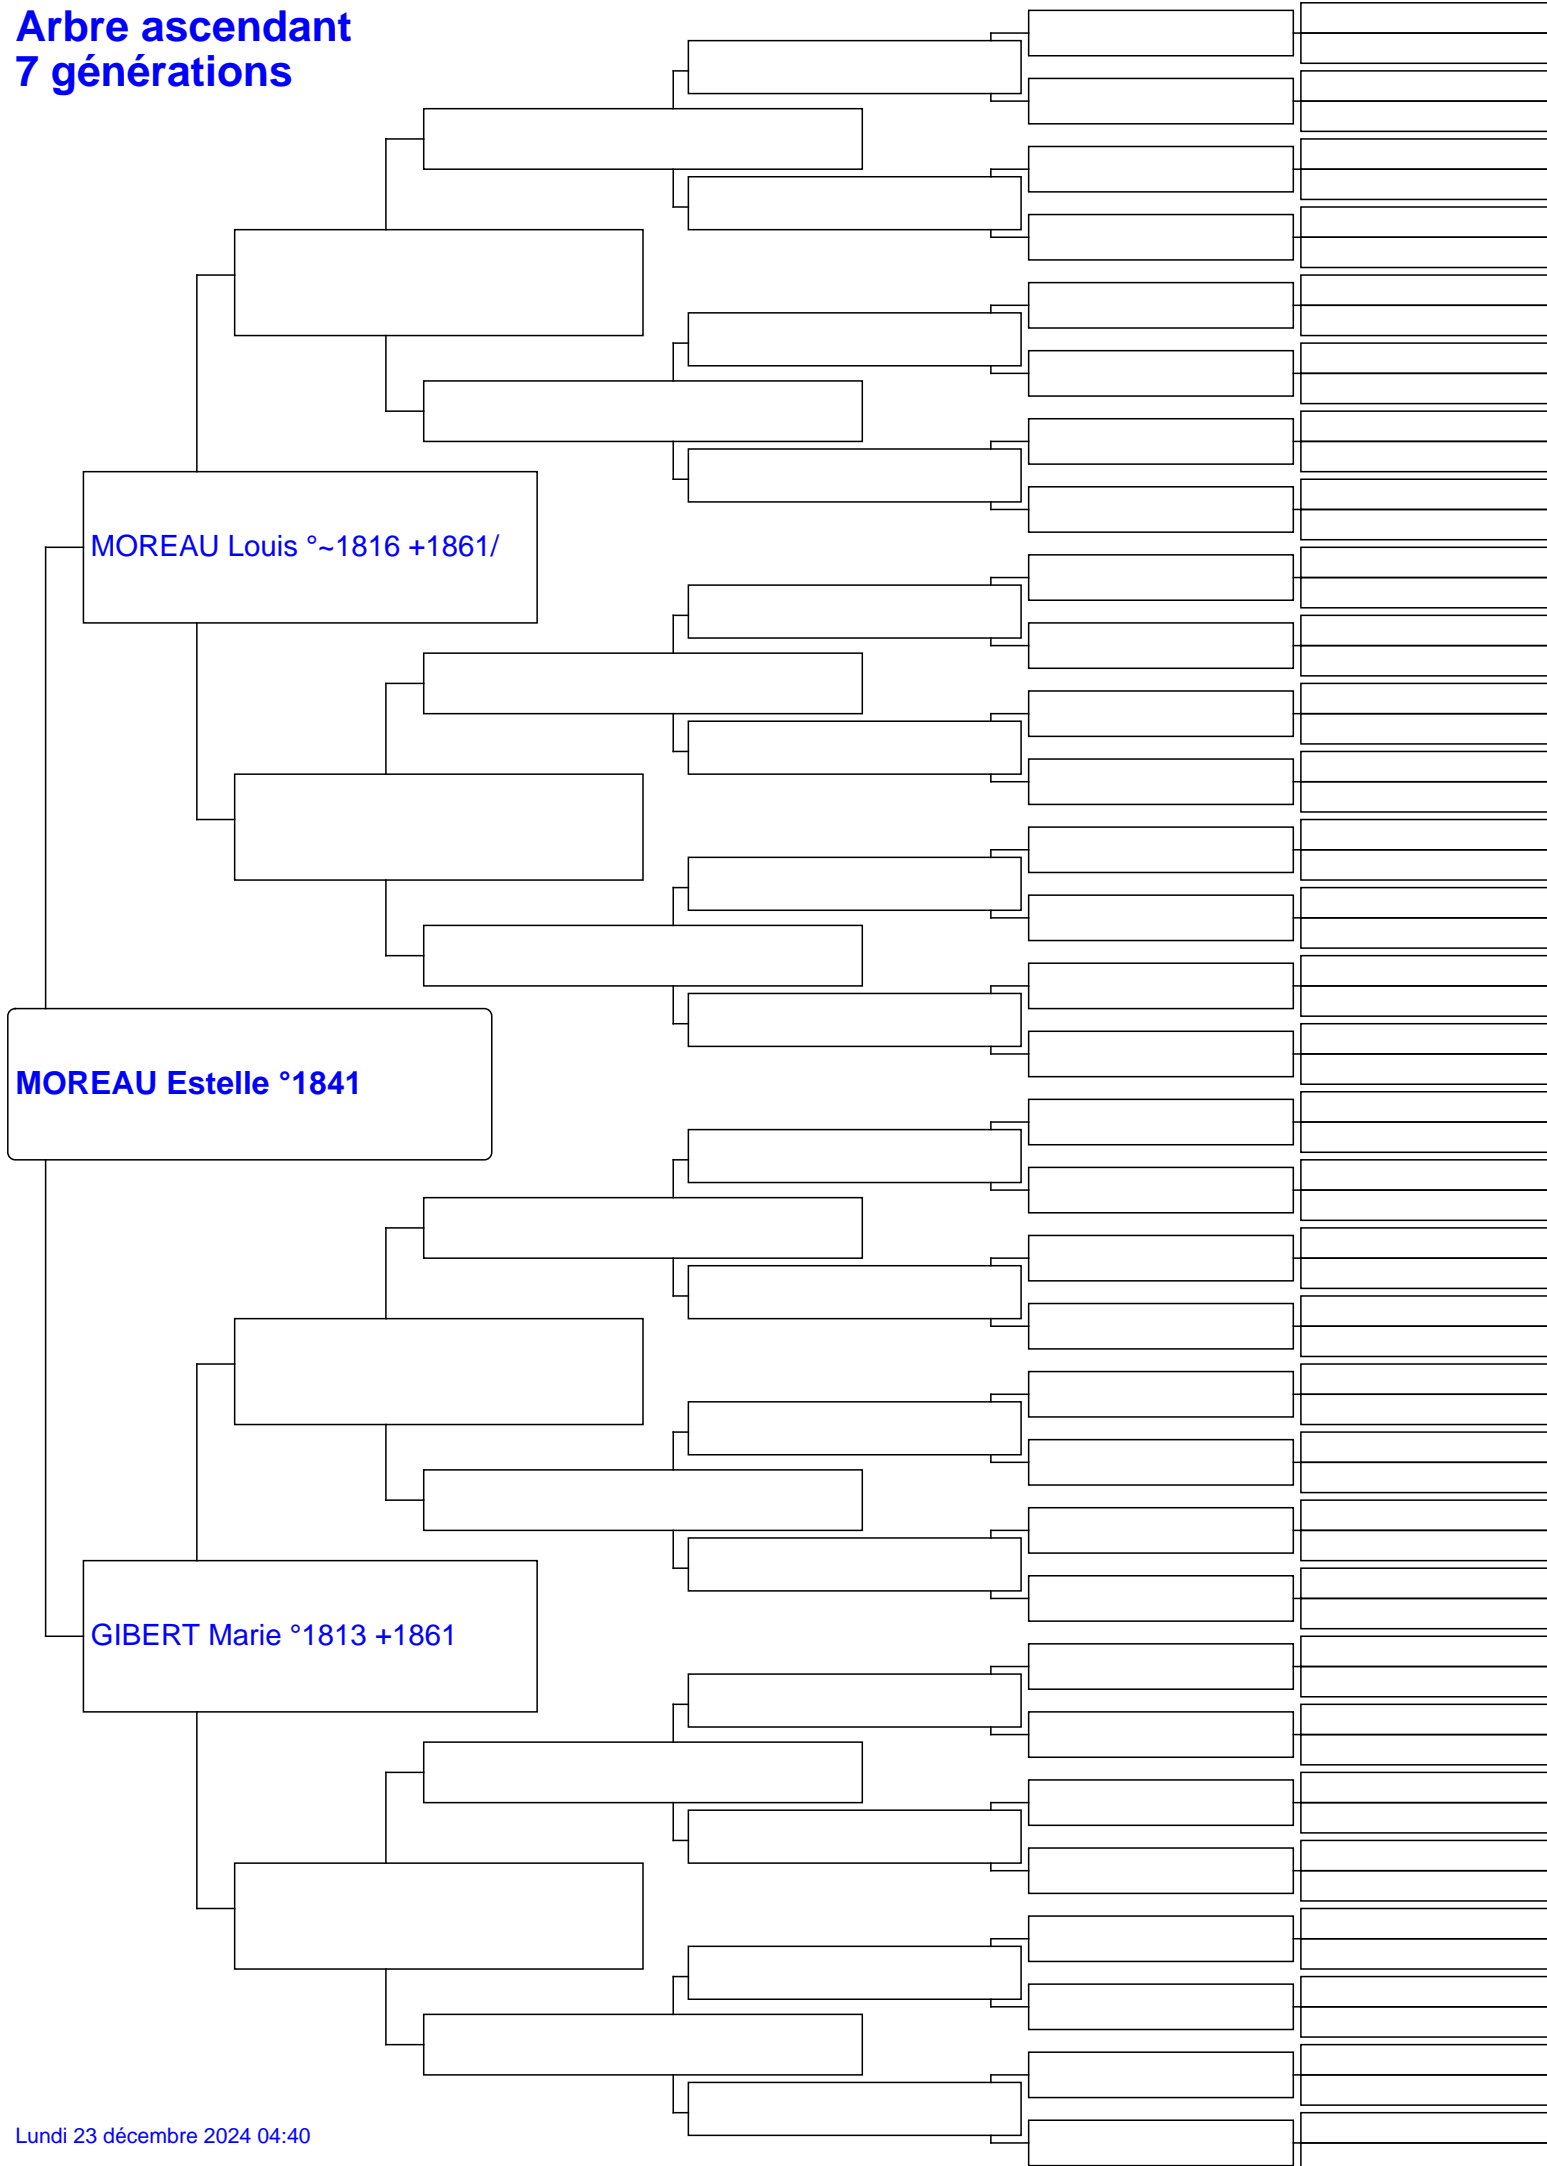 Arbre ascendant
7 générations
MOREAU Louis °~1816 +1861/
MOREAU Estelle °1841
GIBERT Marie °1813 +1861
Lundi 23 décembre 2024 04:40